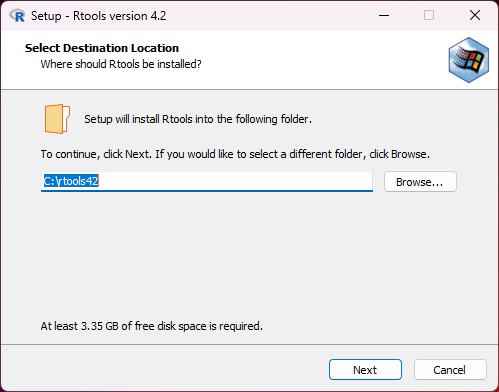 Setup - Rtools version 4.2
Select Destination Location
Where should Rtools be installed?
Setup will install Rtools into the following folder.
To continue, click Next. If you would like to select a different folder, click Browse.
C:\rtools42
Browse...
At least 3.35 GB of free disk space is required.
Next
Cancel